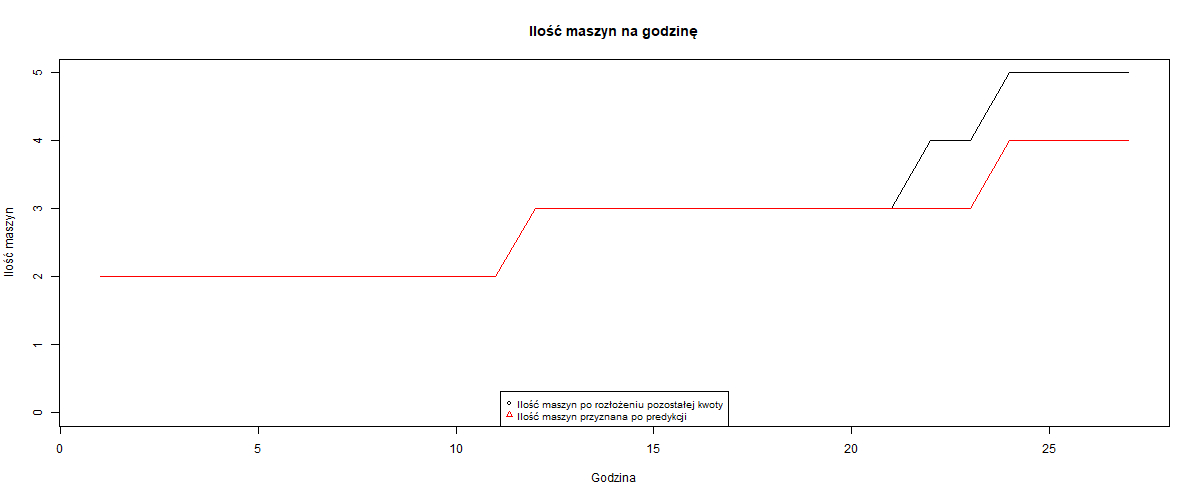 Ilość maszyn na godzinę
Ilość maszyn
5
4
3
2
1
0
Ilość maszyn po rozłożeniu pozostałej kwoty
Ilość maszyn przyznana po predykcji
0 5 10 15 20 25
Godzina